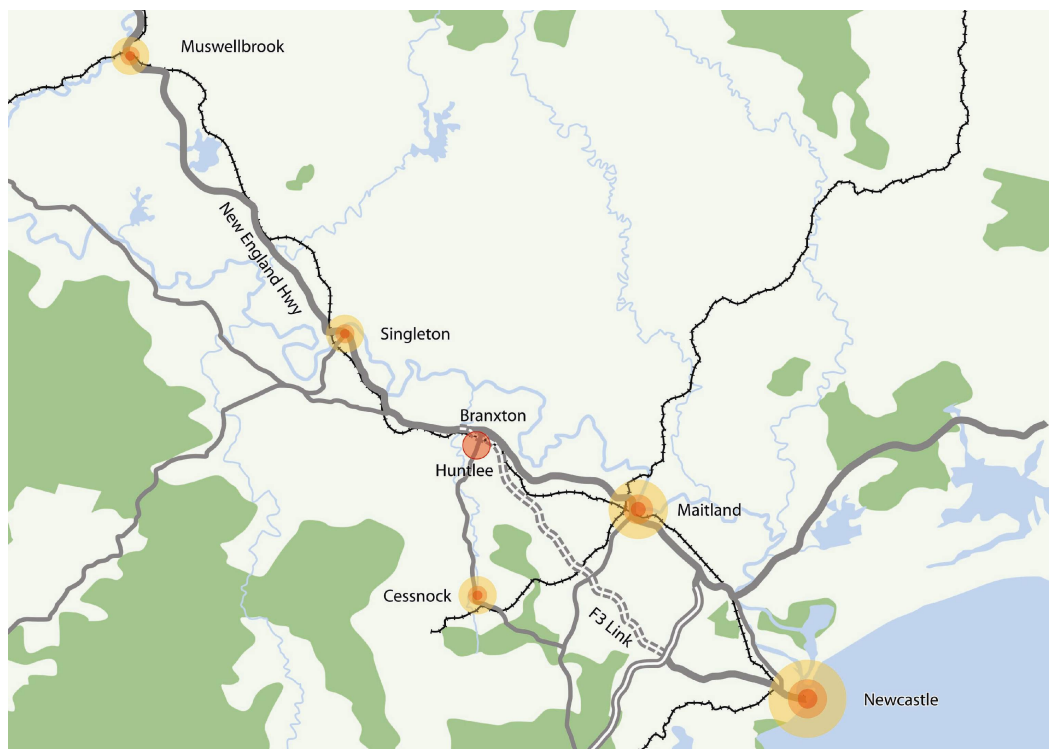 Muswellbrook
New England Hwy
Singleton
Branxton
Huntlee
Maitland
Cessnock
F3 Link
Newcastle